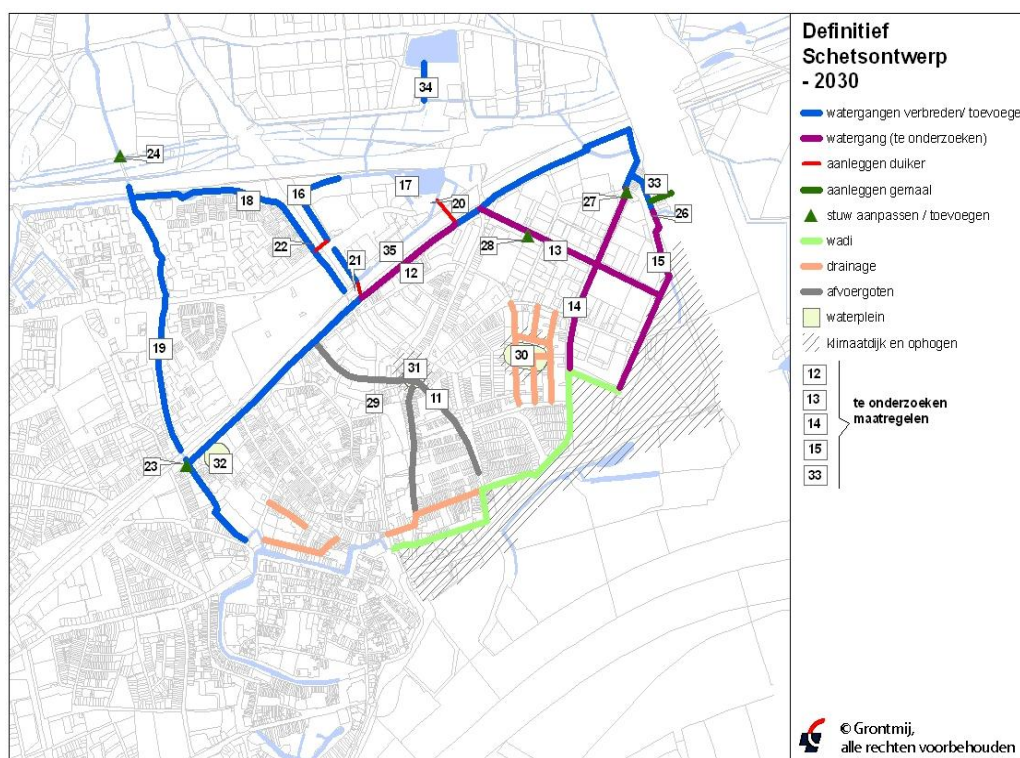 Definitief
Schetsontwerp
- 2030
watergangen verbreden/ toevoege
watergang (te onderzoeken)
aanleggen duiker
aanleggen gemaal
stuw aanpassen / toevoegen
wadi
drainage
afvoergoten
waterplein
klimaatdijk en ophogen
12
13
14
15
33
te onderzoeken
maatregelen
© Grontmij,
alle rechten voorbehouden
34
24
33
17
16
18
20
27
26
22
35
28
13
21
12
15
14
19
30
31
29
11
23
32